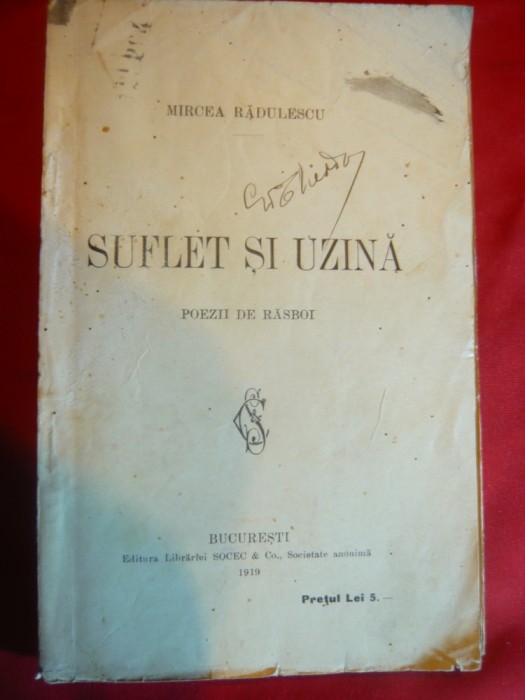 MIRCEA RĂDULESCU
SUFLET ȘI UZINĂ
POEZII DE RĂSBOI
BUCUREȘTI
Editura Librăriei SOCEC & Co., Societate anonimă
1919
Prețul Lei 5.—